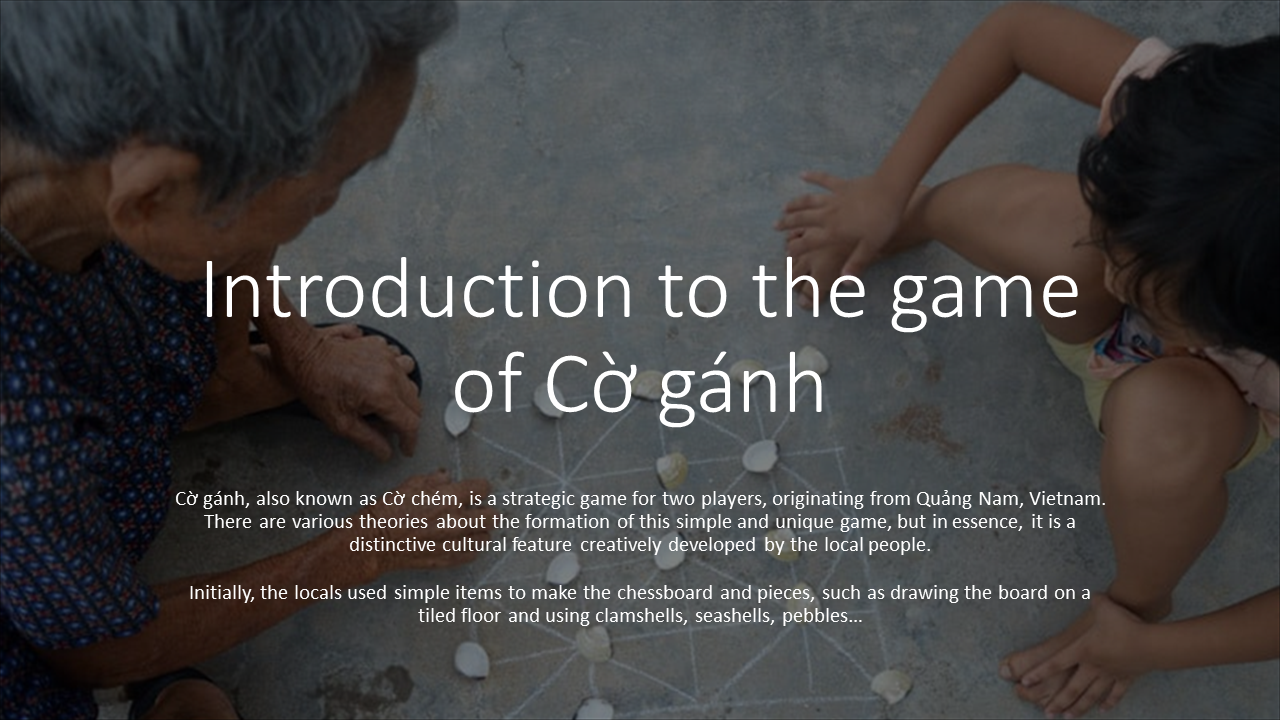 Introduction to the game
of Cờ gánh
Cờ gánh, also known as Cờ chém, is a strategic game for two players, originating from Quảng Nam, Vietnam.
There are various theories about the formation of this simple and unique game, but in essence, it is a
distinctive cultural feature creatively developed by the local people.
Initially, the locals used simple items to make the chessboard and pieces, such as drawing the board on a
tiled floor and using clamshells, seashells, pebbles...